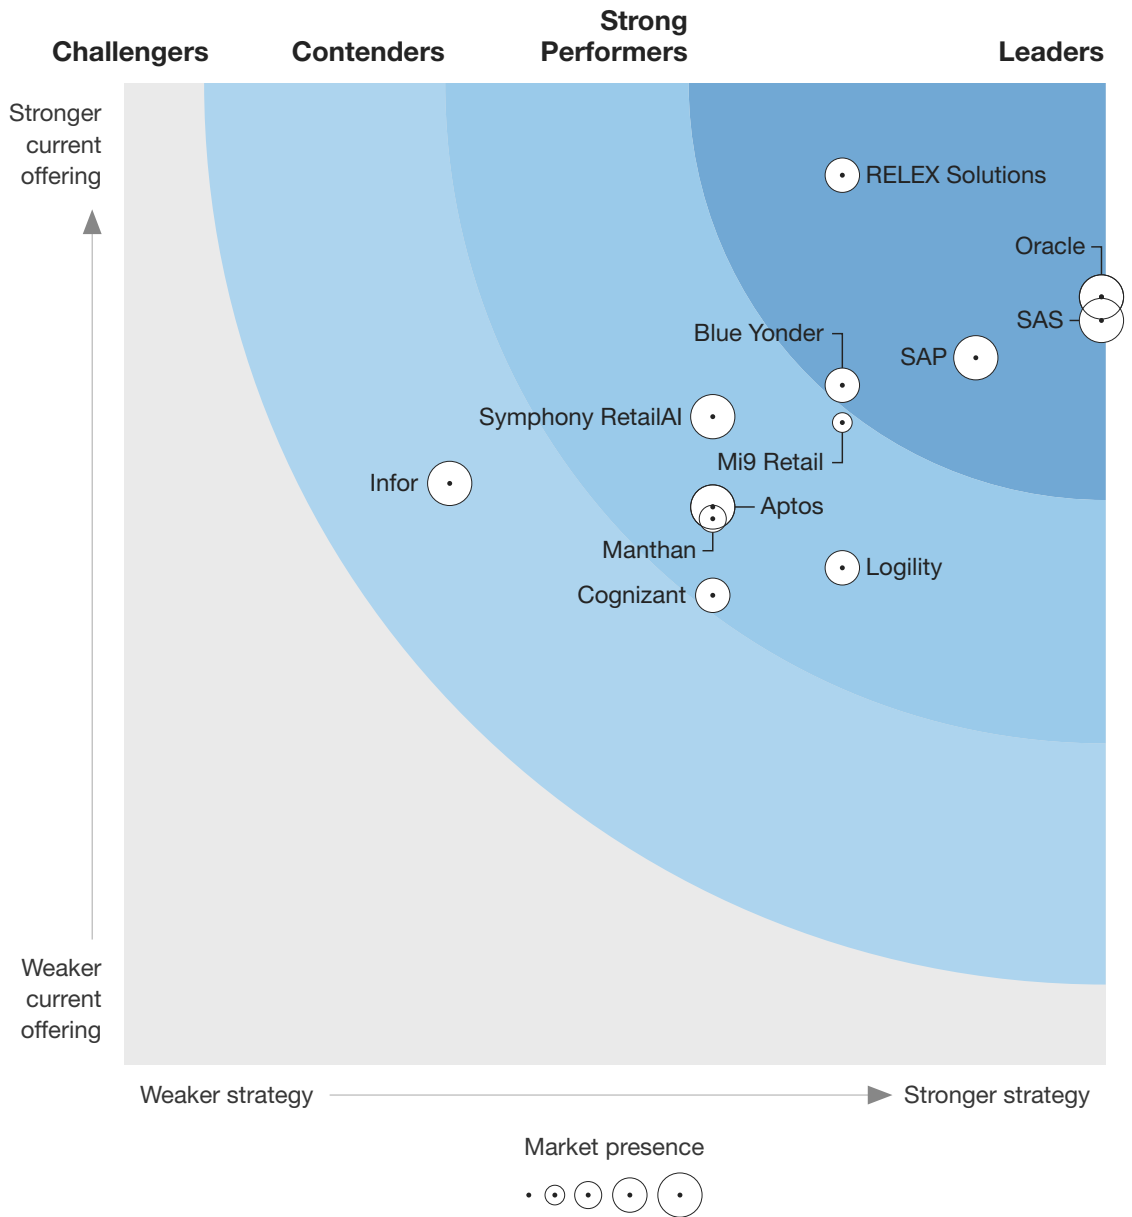 Strong
Challengers Contenders Performers Leaders
Stronger
current
offering
RELEX Solutions
Oracle
SAS
Blue Yonder
SAP
Symphony RetailAI
Mi9 Retail
Infor
Aptos
Manthan
Logility
Cognizant
Weaker
current
offering
Weaker strategy Stronger strategy
Market presence